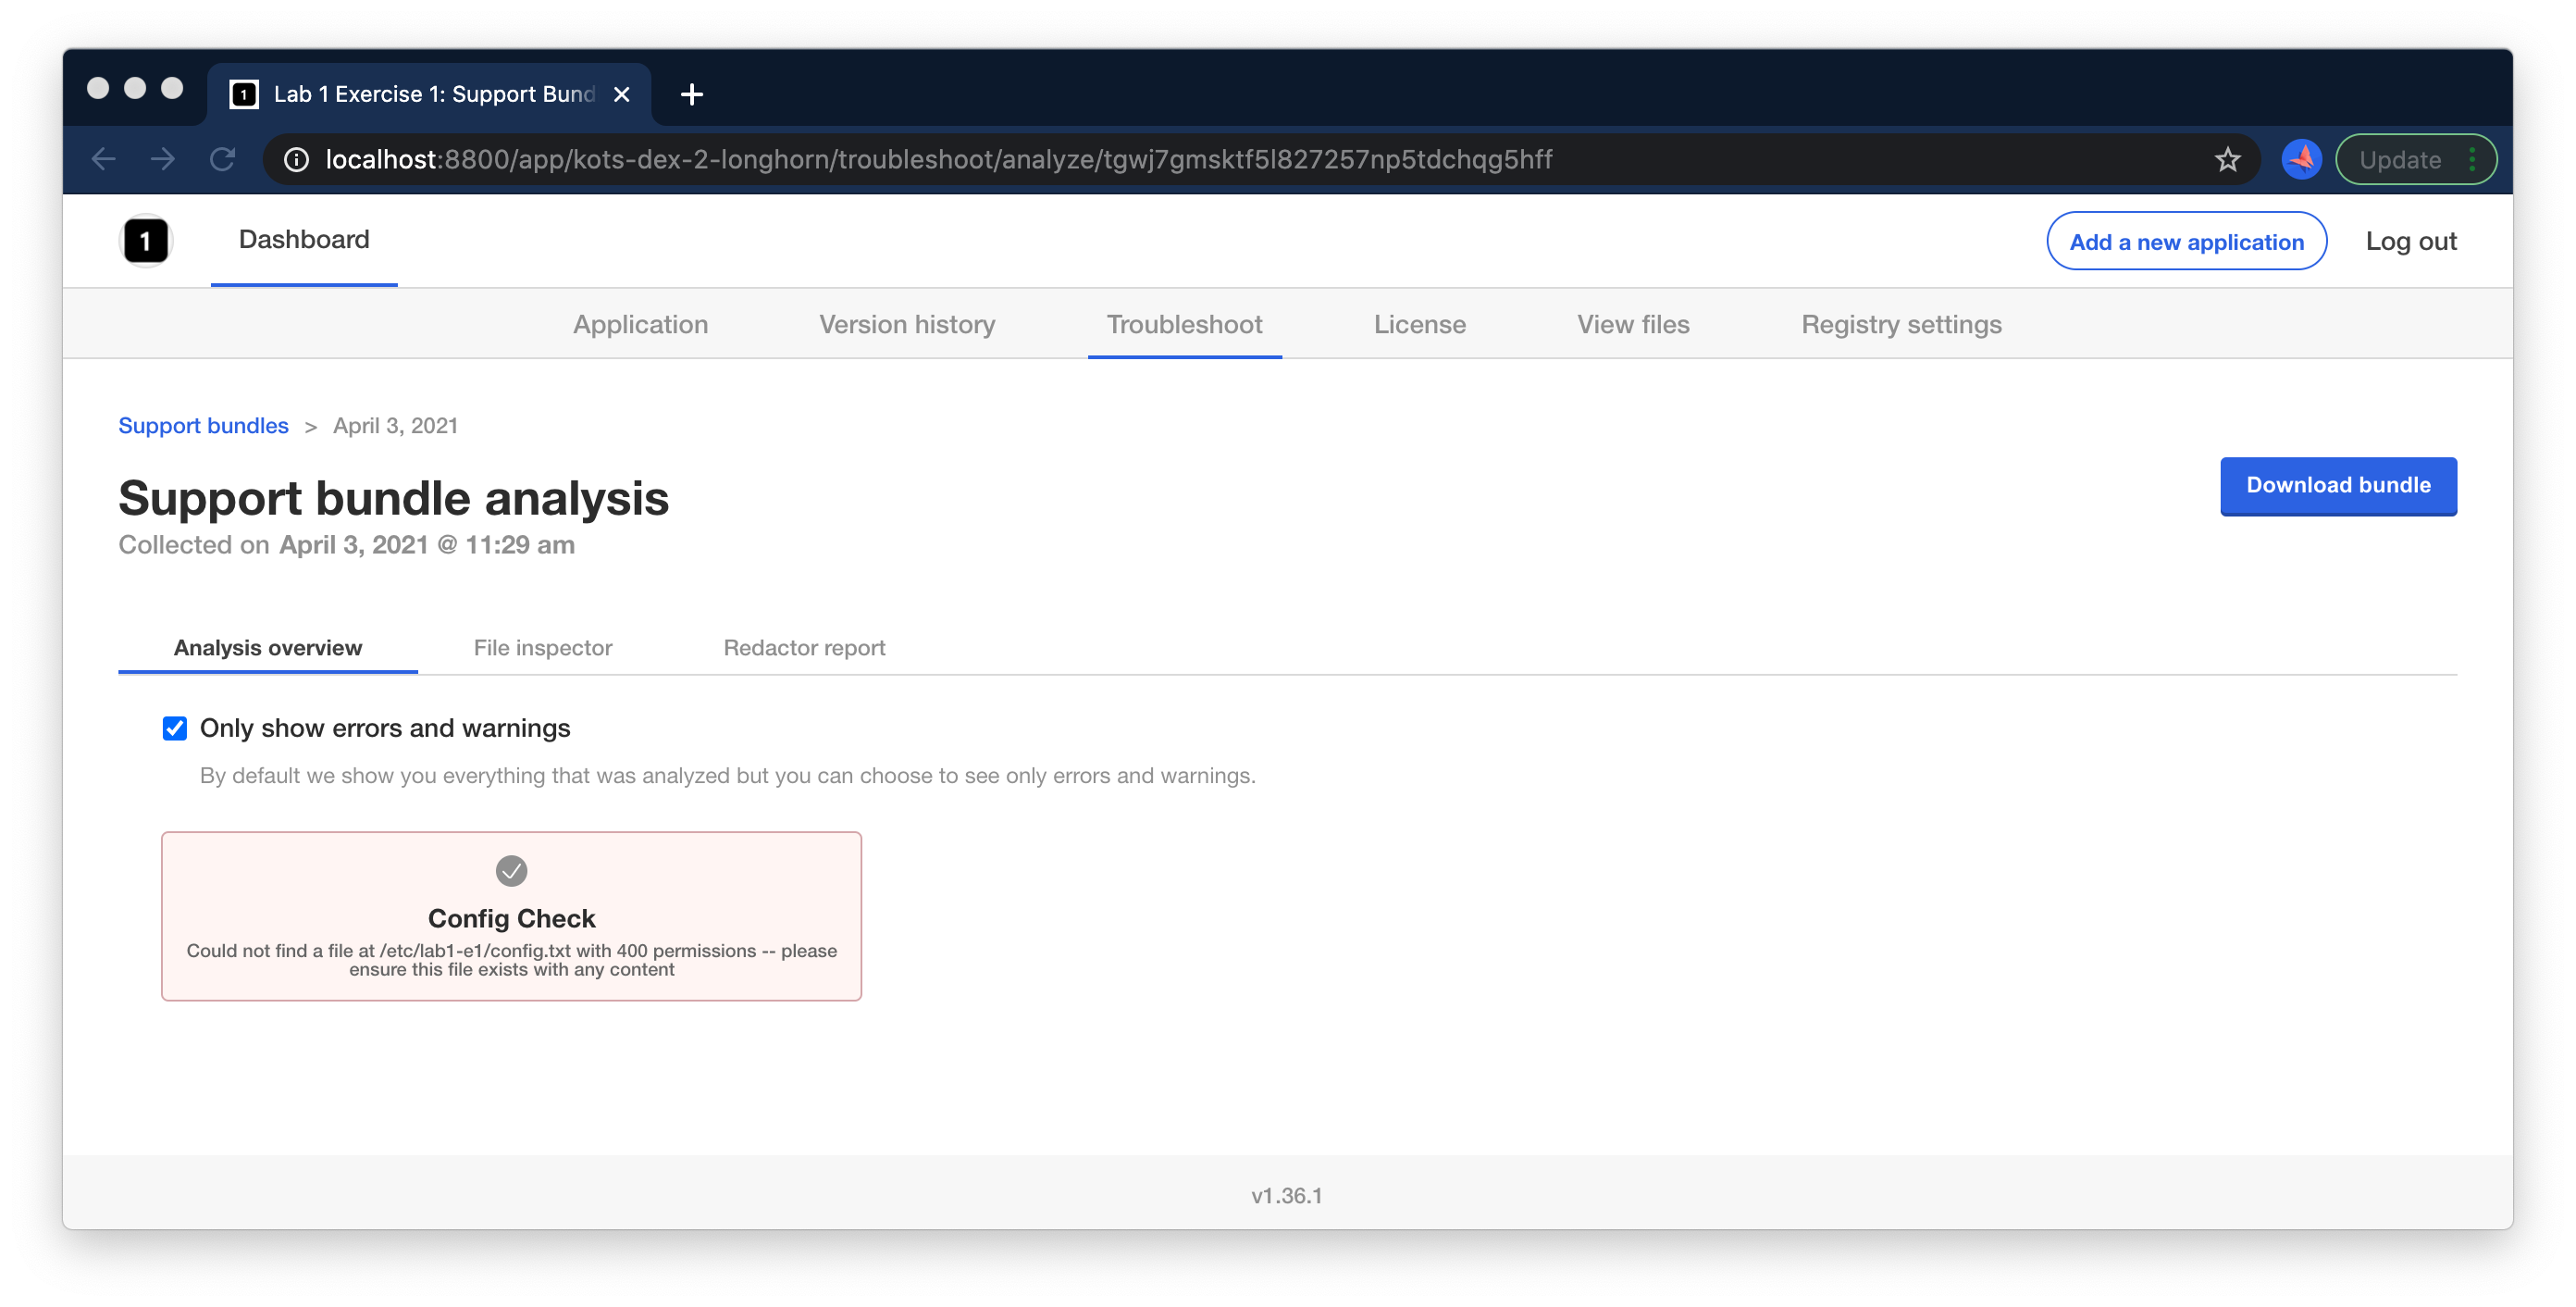 1 Lab 1 Exercise 1: Support Bund
localhost:8800/app/kots-dex-2-longhorn/troubleshoot/analyze/tgwj7gmsktf5l827257np5tdchqg5hff
Update
1 Dashboard
Add a new application
Log out
Application Version history Troubleshoot License View files Registry settings
Support bundles > April 3, 2021
Support bundle analysis
Download bundle
Collected on April 3, 2021 @ 11:29 am
Analysis overview File inspector Redactor report
Only show errors and warnings
By default we show you everything that was analyzed but you can choose to see only errors and warnings.
Config Check
Could not find a file at /etc/lab1-e1/config.txt with 400 permissions -- please
ensure this file exists with any content
v1.36.1